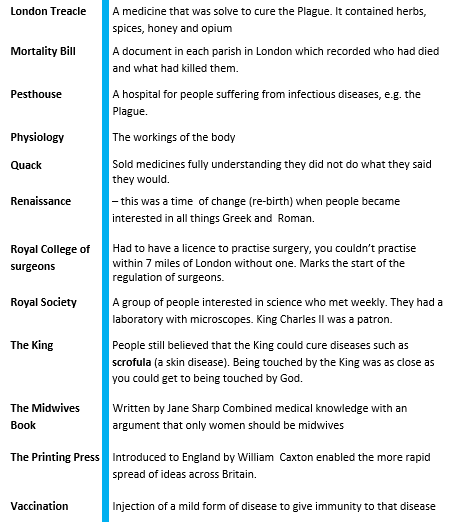 London Treacle A medicine that was solve to cure the Plague. It contained herbs,
spices, honey and opium
Mortality Bill A document in each parish in London which recorded who had died
and what had killed them.
Pesthouse A hospital for people suffering from infectious diseases, e.g. the
Plague.
Physiology The workings of the body
Quack Sold medicines fully understanding they did not do what they said
they would.
Renaissance – this was a time of change (re-birth) when people became
interested in all things Greek and Roman.
Royal College of Had to have a licence to practise surgery, you couldn't practise
surgeons within 7 miles of London without one. Marks the start of the
regulation of surgeons.
Royal Society A group of people interested in science who met weekly. They had a
laboratory with microscopes. King Charles II was a patron.
The King People still believed that the King could cure diseases such as
scrofula (a skin disease). Being touched by the King was as close as
you could get to being touched by God.
The Midwives Written by Jane Sharp Combined medical knowledge with an
Book argument that only women should be midwives
The Printing Press Introduced to England by William Caxton enabled the more rapid
spread of ideas across Britain.
Vaccination Injection of a mild form of disease to give immunity to that disease